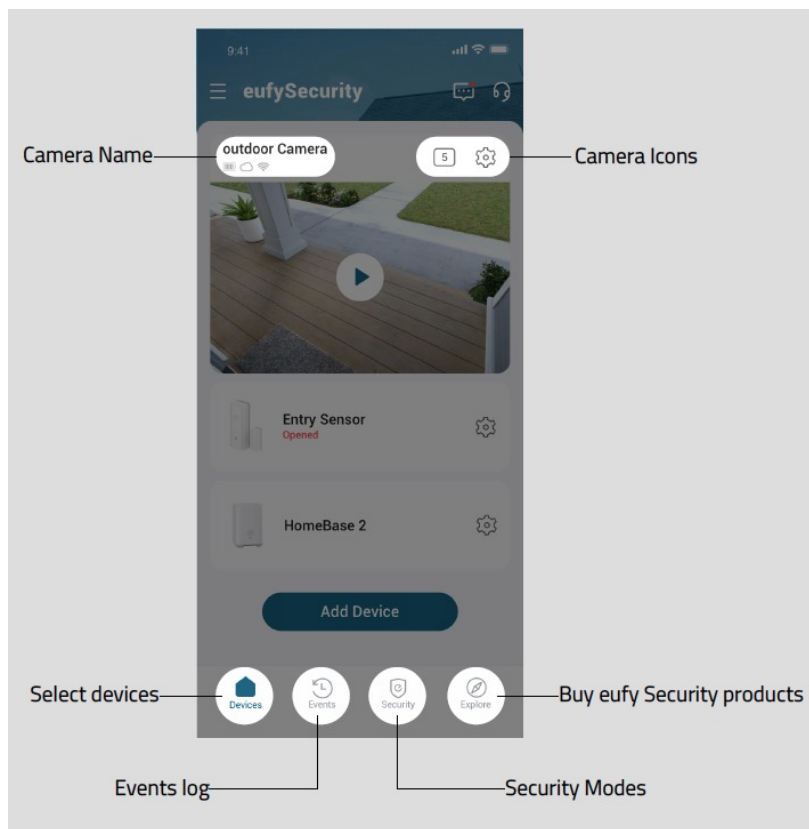 9:41
eufySecurity
Camera Name
outdoor Camera
5
Camera Icons
Entry Sensor
Opened
HomeBase 2
Add Device
Select devices
Devices
Events
Security
Explore
Buy eufy Security products
Events log
Security Modes